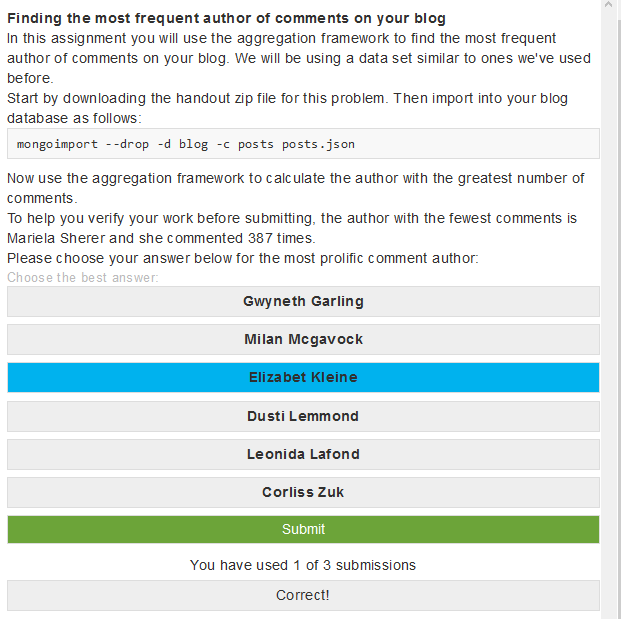 Finding the most frequent author of comments on your blog
In this assignment you will use the aggregation framework to find the most frequent
author of comments on your blog. We will be using a data set similar to ones we've used
before.
Start by downloading the handout zip file for this problem. Then import into your blog
database as follows:
mongoimport --drop -d blog -c posts posts.json
Now use the aggregation framework to calculate the author with the greatest number of
comments.
To help you verify your work before submitting, the author with the fewest comments is
Mariela Sherer and she commented 387 times.
Please choose your answer below for the most prolific comment author:
Choose the best answer:
Gwyneth Garling
Milan Mcgavock
Elizabet Kleine
Dusti Lemmond
Leonida Lafond
Corliss Zuk
Submit
You have used 1 of 3 submissions
Correct!